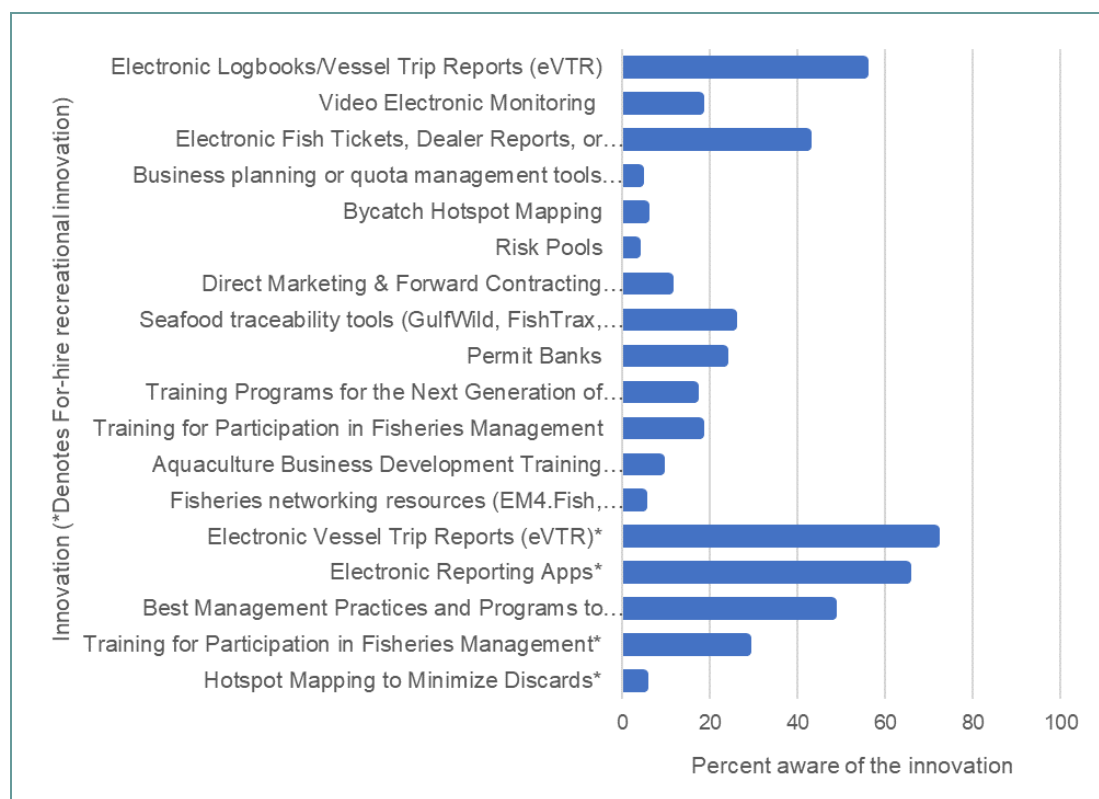 Innovation (*Denotes For-hire recreational innovation)
Electronic Logbooks/Vessel Trip Reports (eVTR)
Video Electronic Monitoring
Electronic Fish Tickets, Dealer Reports, or…
Business planning or quota management tools…
Bycatch Hotspot Mapping
Risk Pools
Direct Marketing & Forward Contracting…
Seafood traceability tools (GulfWild, FishTrax,…
Permit Banks
Training Programs for the Next Generation of…
Training for Participation in Fisheries Management
Aquaculture Business Development Training…
Fisheries networking resources (EM4.Fish,…
Electronic Vessel Trip Reports (eVTR)*
Electronic Reporting Apps*
Best Management Practices and Programs to…
Training for Participation in Fisheries Management*
Hotspot Mapping to Minimize Discards*
0 20 40 60 80 100
Percent aware of the innovation